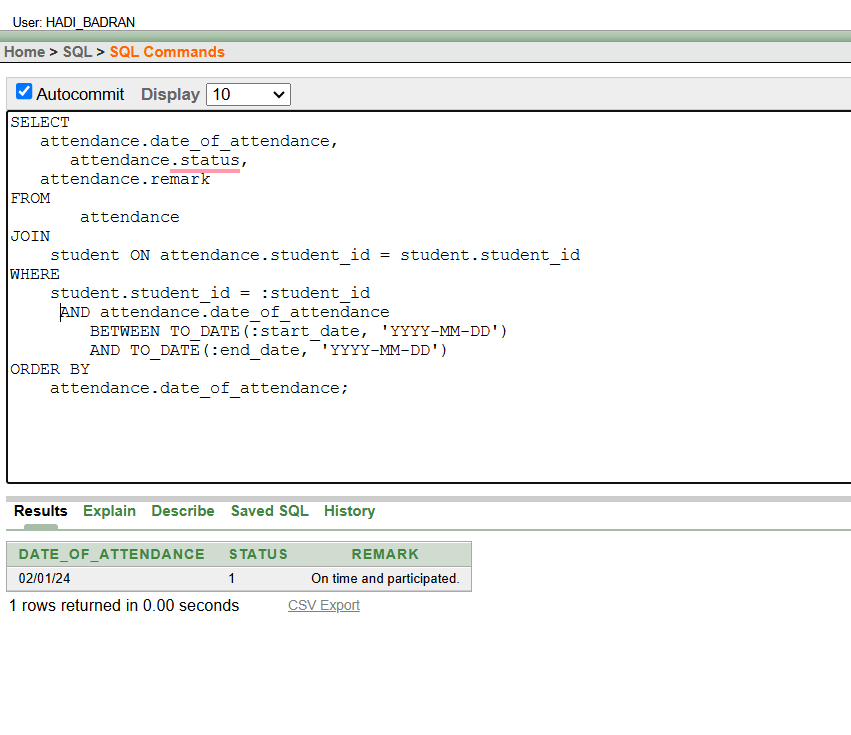 User: HADI_BADRAN
Home > SQL > SQL Commands
Autocommit Display 10
SELECT
attendance.date_of_attendance,
attendance.status,
attendance.remark
FROM
attendance
JOIN
student ON attendance.student_id = student.student_id
WHERE
student.student_id = :student_id
AND attendance.date_of_attendance
BETWEEN TO_DATE(:start_date, 'YYYY-MM-DD')
AND TO_DATE(:end_date, 'YYYY-MM-DD')
ORDER BY
attendance.date_of_attendance;
Results Explain Describe Saved SQL History
DATE_OF_ATTENDANCE STATUS REMARK
02/01/24 1 On time and participated.
1 rows returned in 0.00 seconds CSV Export